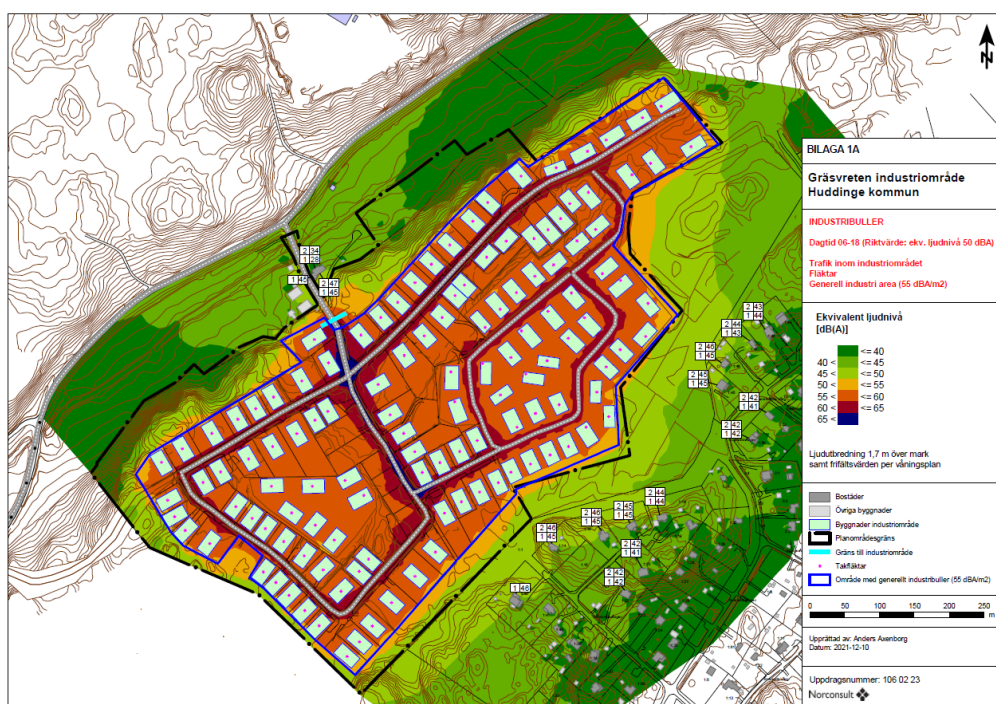 N
BILAGA 1A
Gräsvreten industriområde
Huddinge kommun
INDUSTRIBULLER
Dagtid 06-18 (Riktvärde: ekv. ljudnivå 50 dBA)
Trafik inom industriområdet
Fläktar
Generell industri area (55 dBA/m2)
Ekvivalent ljudnivå
[dB(A)]
<= 40
40 < <= 45
45 < <= 50
50 < <= 55
55 < <= 60
60 < <= 65
65 <
Ljudutbredning 1,7 m över mark
samt frifältsvärden per våningsplan
Bostäder
Övriga byggnader
Byggnader industriområde
Planområdesgräns
Gräns till industriområde
Takfläktar
Område med generellt industribuller (55 dBA/m2)
0 50 100 150 200 250
m
Upprättad av: Anders Axenborg
Datum: 2021-12-10
Uppdragsnummer: 106 02 23
Norconsult
2 34
1 28
1 45
2 47
1 45
2 43
1 44
2 44
1 43
2 46
1 45
2 45
1 45
2 42
1 41
2 42
1 42
2 44
1 44
2 45
1 45
2 46
1 45
2 46
1 45
2 42
1 41
2 42
1 42
1 46